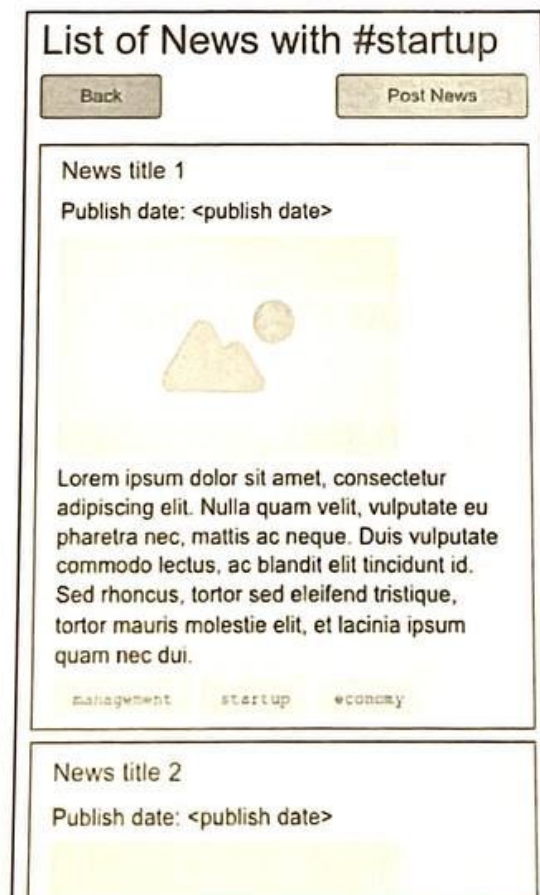 List of News with #startup
Back
Post News
News title 1
Publish date: <publish date>
Lorem ipsum dolor sit amet, consectetur
adipiscing elit. Nulla quam velit, vulputate eu
pharetra nec, mattis ac neque. Duis vulputate
commodo lectus, ac blandit elit tincidunt id.
Sed rhoncus, tortor sed eleifend tristique,
tortor mauris molestie elit, et lacinia ipsum
quam nec dui.
management startup economy
News title 2
Publish date: <publish date>